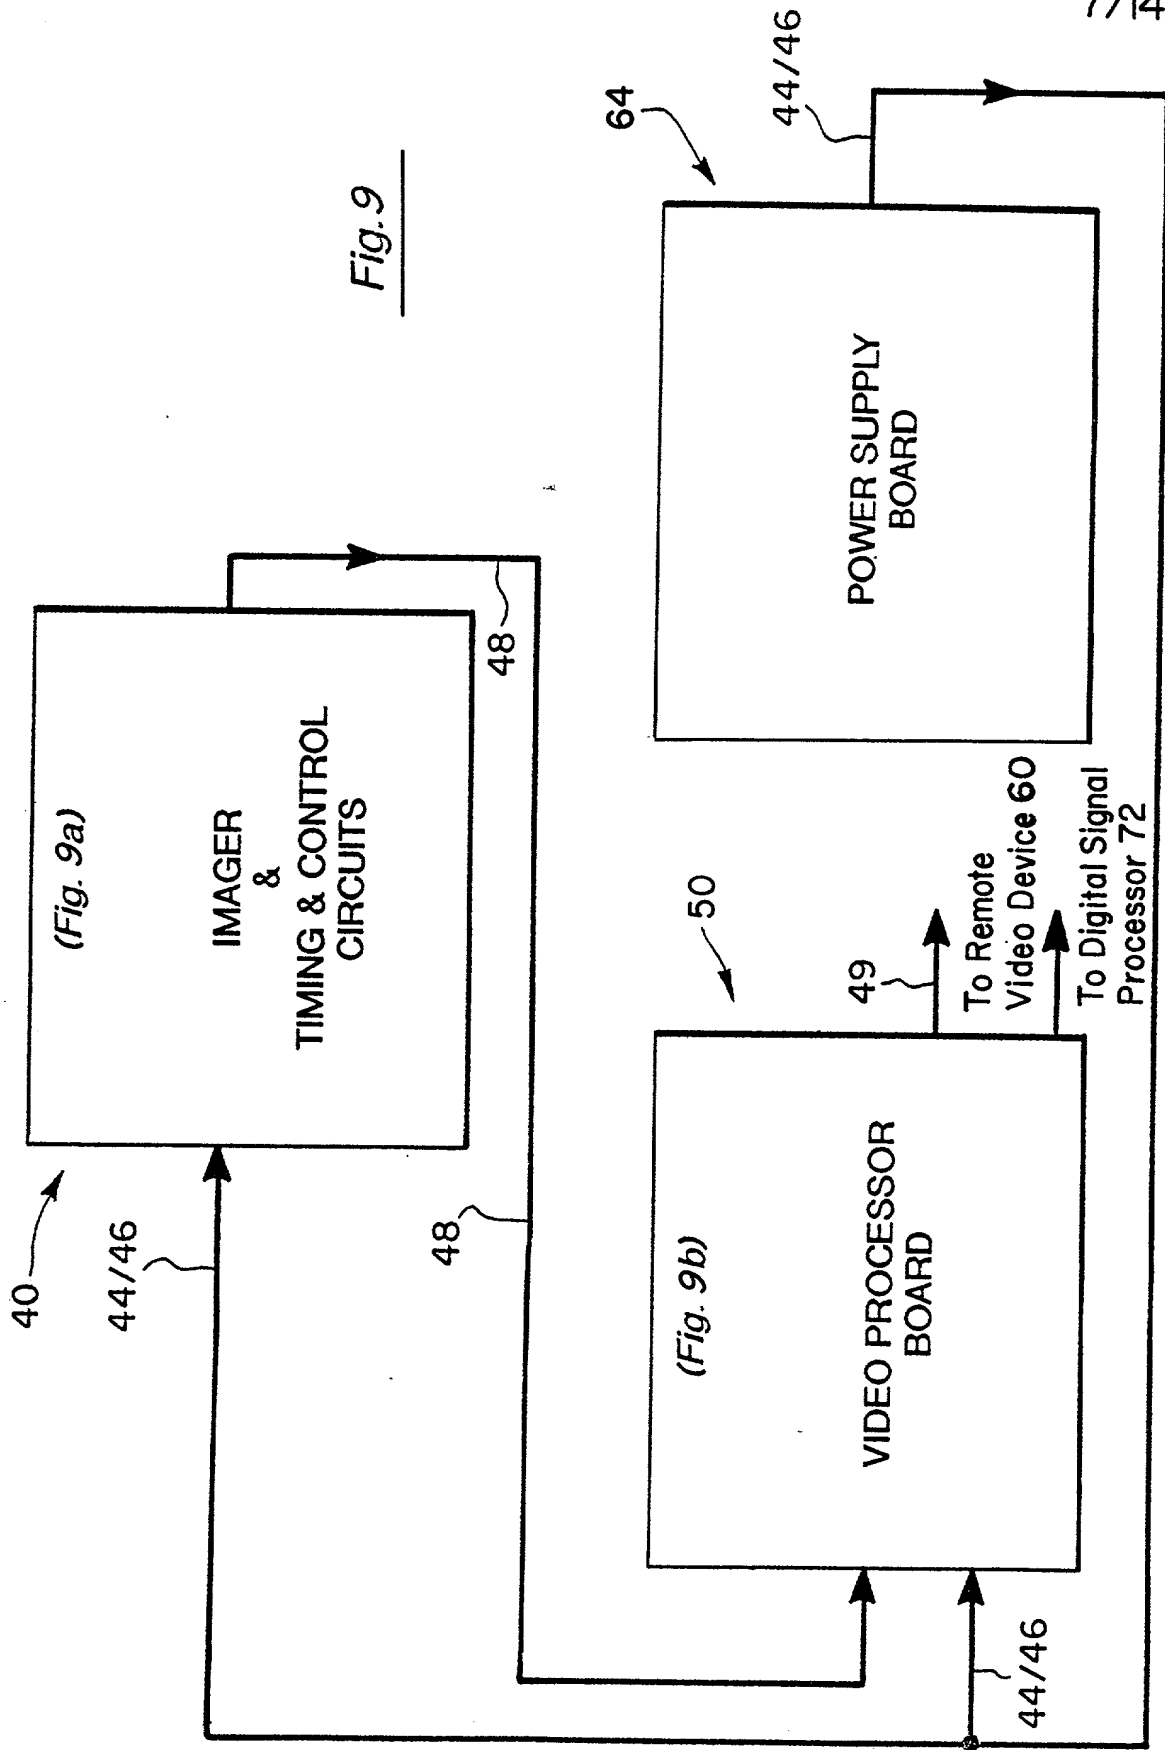 7/14
Fig.9
40
44/46
(Fig. 9a)
IMAGER
&
TIMING & CONTROL
CIRCUITS
48
48
50
(Fig. 9b)
VIDEO PROCESSOR
BOARD
44/46
49
To Remote
Video Device 60
To Digital Signal
Processor 72
64
POWER SUPPLY
BOARD
44/46